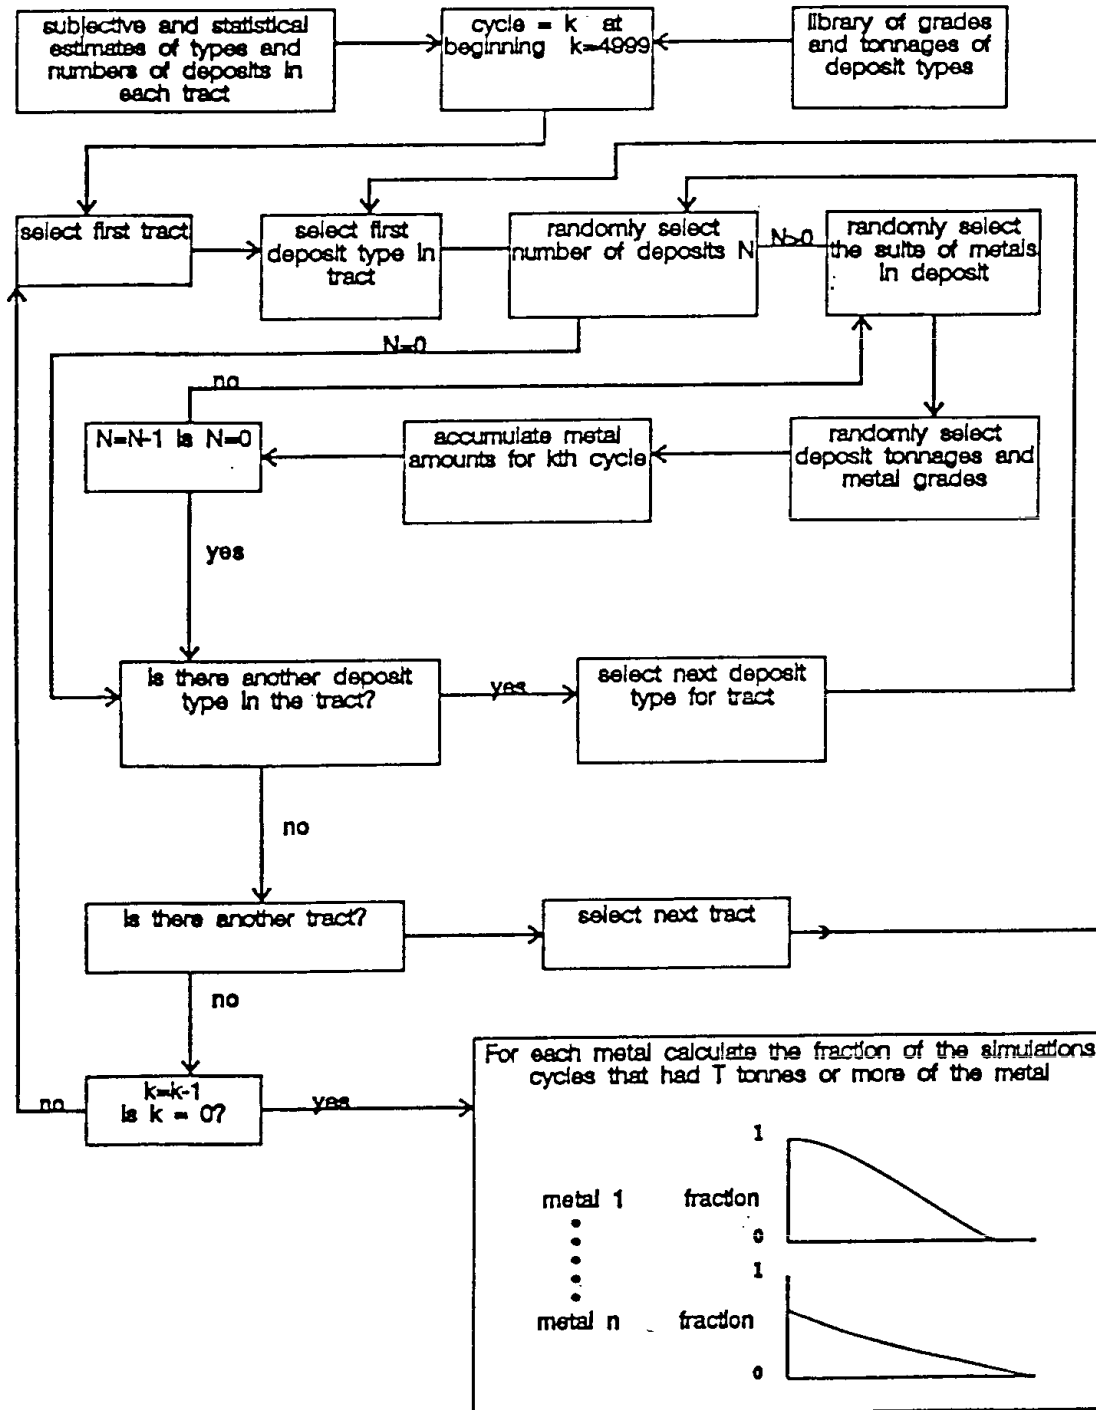 subjective and statistical
estimates of types and
numbers of deposits in
each tract
cycle = k at
beginning k=4999
library of grades
and tonnages of
deposit types
select first tract
select first
deposit type in
tract
randomly select
number of deposits N
N>0
randomly select
the suite of metals
in deposit
N=0
no
N=N-1 is N=0
accumulate metal
amounts for kth cycle
randomly select
deposit tonnages and
metal grades
yes
is there another deposit
type in the tract?
yes
select next deposit
type for tract
no
is there another tract?
select next tract
no
no
k=k-1
is k = 0?
yes
For each metal calculate the fraction of the simulations
cycles that had T tonnes or more of the metal
1
metal 1 fraction
0
1
metal n fraction
0